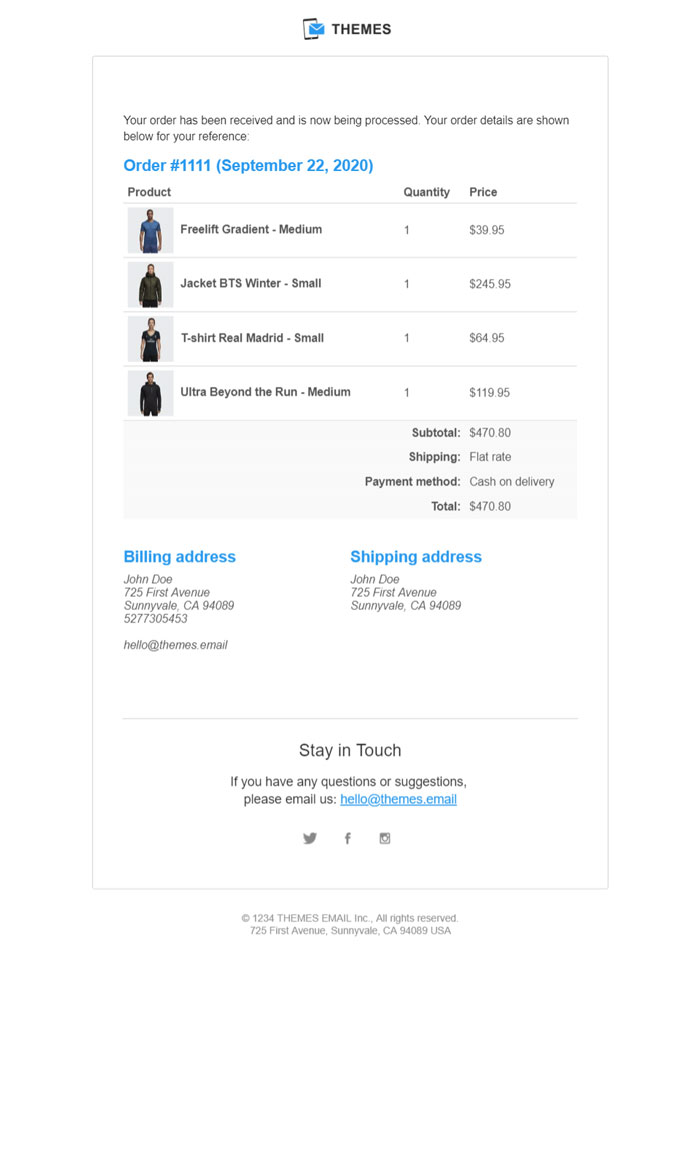 THEMES
Your order has been received and is now being processed. Your order details are shown
below for your reference:
Order #1111 (September 22, 2020)
Product Quantity Price
Freelift Gradient - Medium 1 $39.95
Jacket BTS Winter - Small 1 $245.95
T-shirt Real Madrid - Small 1 $64.95
Ultra Beyond the Run - Medium 1 $119.95
Subtotal: $470.80
Shipping: Flat rate
Payment method: Cash on delivery
Total: $470.80
Billing address
John Doe
725 First Avenue
Sunnyvale, CA 94089
5277305453
hello@themes.email
Shipping address
John Doe
725 First Avenue
Sunnyvale, CA 94089
Stay in Touch
If you have any questions or suggestions,
please email us: hello@themes.email
© 1234 THEMES EMAIL Inc., All rights reserved.
725 First Avenue, Sunnyvale, CA 94089 USA